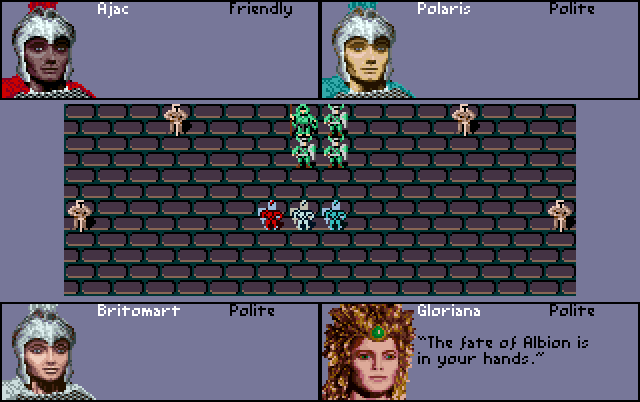 Ajac Friendly
Polaris Polite
Britomart Polite
Gloriana Polite
"The fate of Albion is
in your hands."